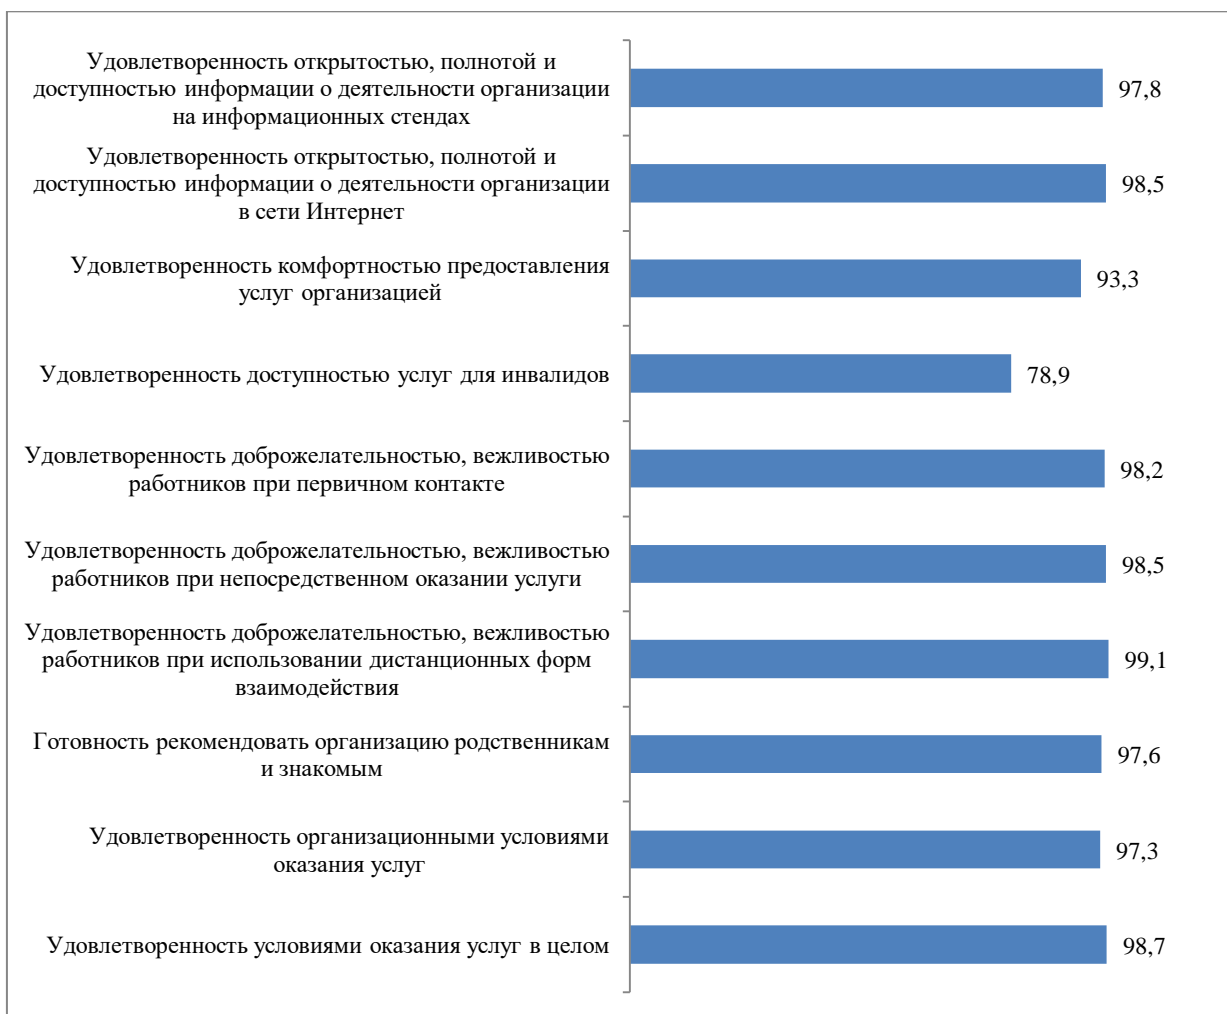 Удовлетворенность открытостью, полнотой и
доступностью информации о деятельности организации
на информационных стендах
97,8
Удовлетворенность открытостью, полнотой и
доступностью информации о деятельности организации
в сети Интернет
98,5
Удовлетворенность комфортностью предоставления
услуг организацией
93,3
Удовлетворенность доступностью услуг для инвалидов
78,9
Удовлетворенность доброжелательностью, вежливостью
работников при первичном контакте
98,2
Удовлетворенность доброжелательностью, вежливостью
работников при непосредственном оказании услуги
98,5
Удовлетворенность доброжелательностью, вежливостью
работников при использовании дистанционных форм
взаимодействия
99,1
Готовность рекомендовать организацию родственникам
и знакомым
97,6
Удовлетворенность организационными условиями
оказания услуг
97,3
Удовлетворенность условиями оказания услуг в целом
98,7